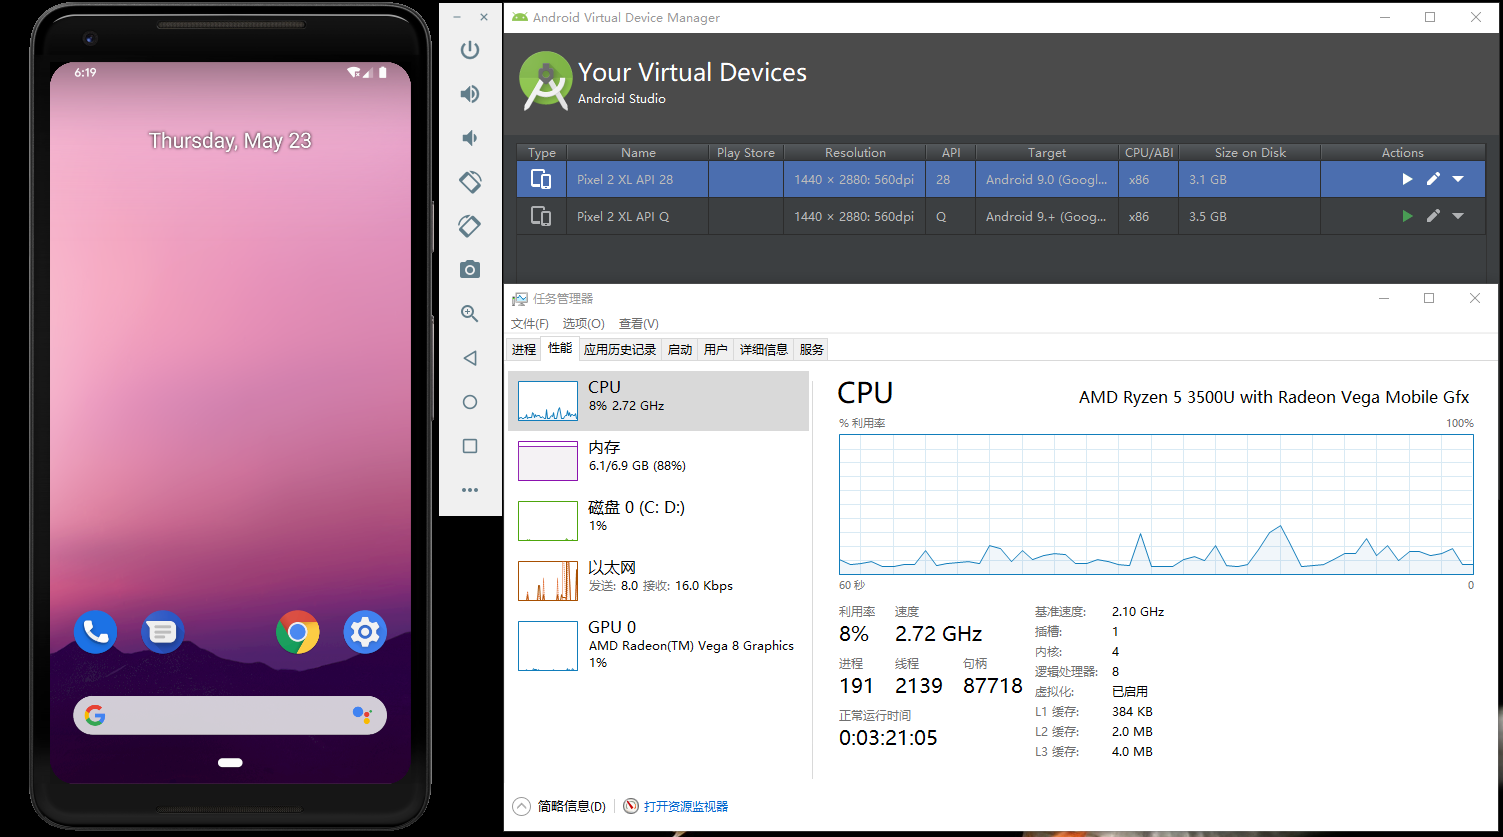 6:19
Thursday, May 23
Android Virtual Device Manager
Your Virtual Devices
Android Studio
Type Name Play Store Resolution API Target CPU/ABI Size on Disk Actions
Pixel 2 XL API 28 1440 × 2880: 560dpi 28 Android 9.0 (Googl... x86 3.1 GB
Pixel 2 XL API Q 1440 × 2880: 560dpi Q Android 9.+ (Goog... x86 3.5 GB
任务管理器
文件(F) 选项(O) 查看(V)
进程 性能 应用历史记录 启动 用户 详细信息 服务
CPU
8% 2.72 GHz
内存
6.1/6.9 GB (88%)
磁盘 0 (C: D:)
1%
以太网
发送: 8.0 接收: 16.0 Kbps
GPU 0
AMD Radeon(TM) Vega 8 Graphics
1%
CPU AMD Ryzen 5 3500U with Radeon Vega Mobile Gfx
% 利用率 100%
60 秒 0
利用率 速度
8% 2.72 GHz
进程 线程 句柄
191 2139 87718
正常运行时间
0:03:21:05
基准速度: 2.10 GHz
插槽: 1
内核: 4
逻辑处理器: 8
虚拟化: 已启用
L1 缓存: 384 KB
L2 缓存: 2.0 MB
L3 缓存: 4.0 MB
简略信息(D) 打开资源监视器